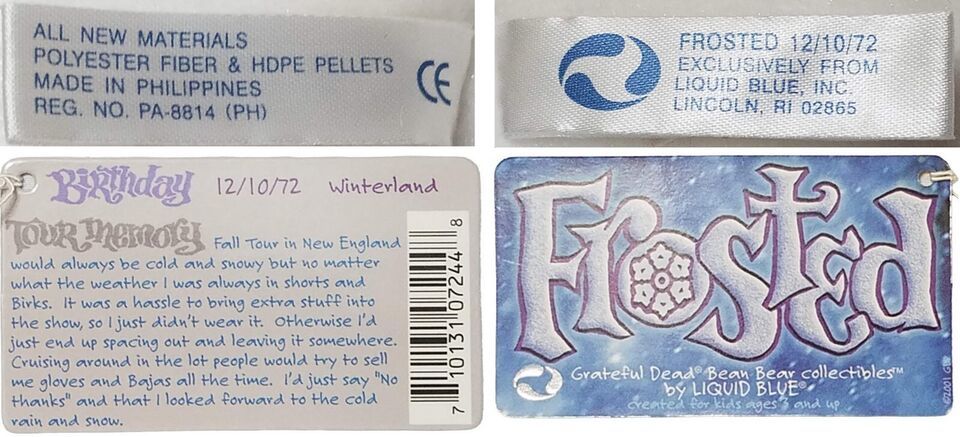 ALL NEW MATERIALS
POLYESTER FIBER & HDPE PELLETS
MADE IN PHILIPPINES
REG. NO. PA-8814 (PH)
CE
FROSTED 12/10/72
EXCLUSIVELY FROM
LIQUID BLUE, INC.
LINCOLN, RI 02865
Birthday 12/10/72 Winterland
Tour Memory Fall Tour in New England
would always be cold and snowy but no matter
what the weather I was always in shorts and
Birks. It was a hassle to bring extra stuff into
the show, so I just didn't wear it. Otherwise I'd
just end up spacing out and leaving it somewhere.
Cruising around in the lot people would try to sell
me gloves and Bajas all the time. I'd just say "No
thanks" and that I looked forward to the cold
rain and snow.
7 10131 07244 8
Frosted
Grateful Dead® Bean Bear collectibles™
by LIQUID BLUE®
created for kids ages 3 and up